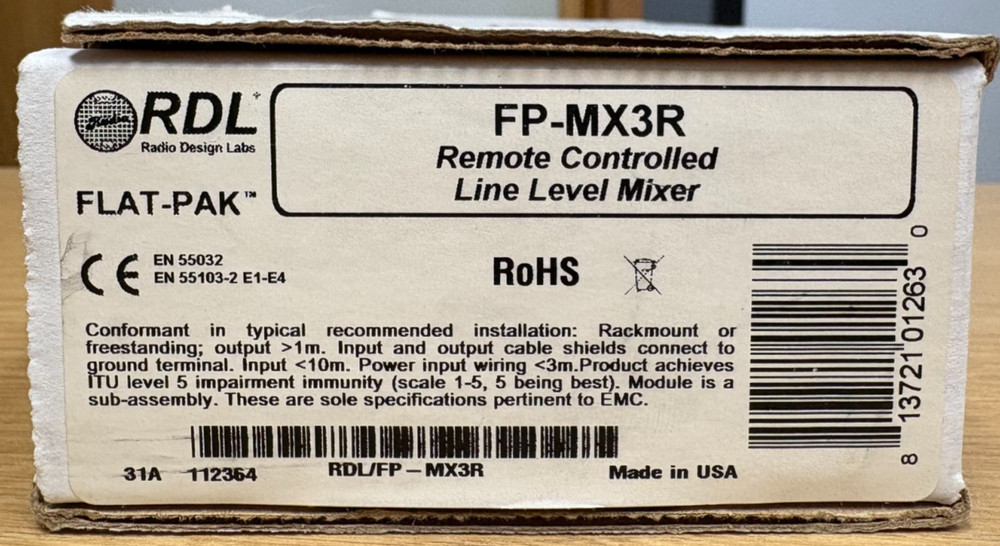 RDL
Radio Design Labs
FLAT-PAK™
FP-MX3R
Remote Controlled
Line Level Mixer
CE
EN 55032
EN 55103-2 E1-E4
RoHS
Conformant in typical recommended installation: Rackmount or
freestanding; output >1m. Input and output cable shields connect to
ground terminal. Input <10m. Power input wiring <3m.Product achieves
ITU level 5 impairment immunity (scale 1-5, 5 being best). Module is a
sub-assembly. These are sole specifications pertinent to EMC.
31A 112364
RDL/FP – MX3R
Made in USA
8 13721 01263 0